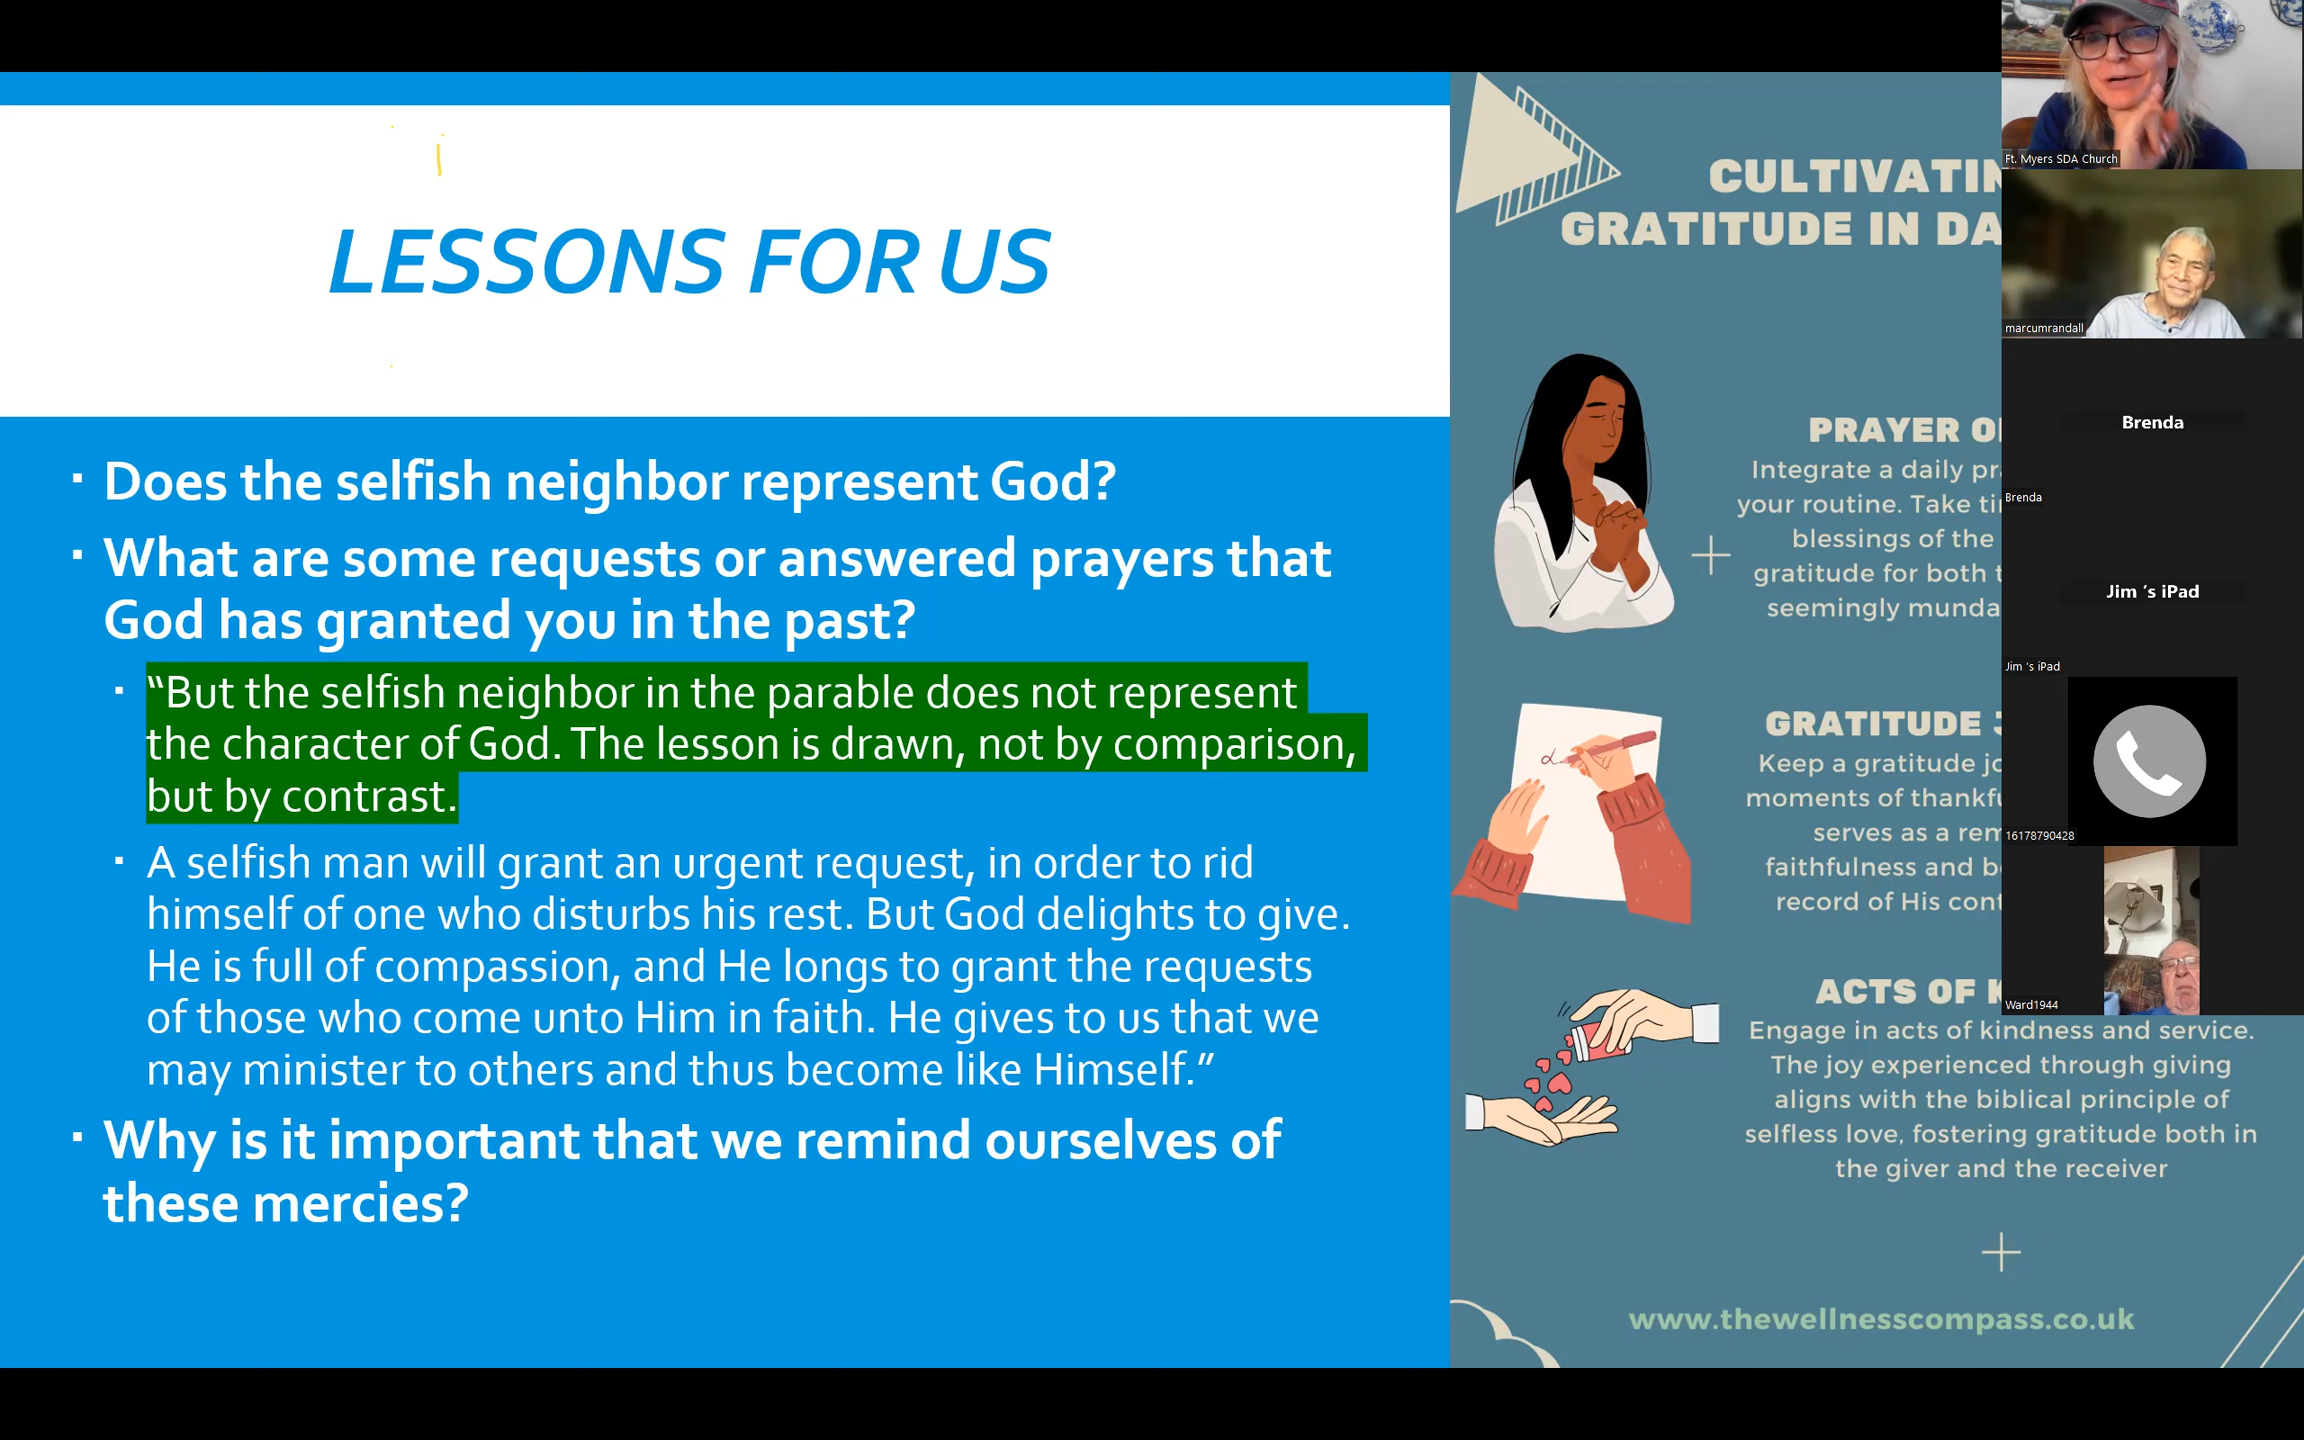 LESSONS FOR US
Does the selfish neighbor represent God?
What are some requests or answered prayers that
God has granted you in the past?
“But the selfish neighbor in the parable does not represent
the character of God. The lesson is drawn, not by comparison,
but by contrast.
A selfish man will grant an urgent request, in order to rid
himself of one who disturbs his rest. But God delights to give.
He is full of compassion, and He longs to grant the requests
of those who come unto Him in faith. He gives to us that we
may minister to others and thus become like Himself.”
Why is it important that we remind ourselves of
these mercies?
CULTIVATIN
GRATITUDE IN DA
PRAYER O
Integrate a daily pr
your routine. Take ti
blessings of the
gratitude for both t
seemingly munda
GRATITUDE J
Keep a gratitude jo
moments of thankfu
serves as a rem
faithfulness and b
record of His cont
ACTS OF K
Engage in acts of kindness and service.
The joy experienced through giving
aligns with the biblical principle of
selfless love, fostering gratitude both in
the giver and the receiver
www.thewellnesscompass.co.uk
Ft. Myers SDA Church
marcumrandall
Brenda
Brenda
Jim ‘s iPad
Jim ‘s iPad
16178790428
Ward1944